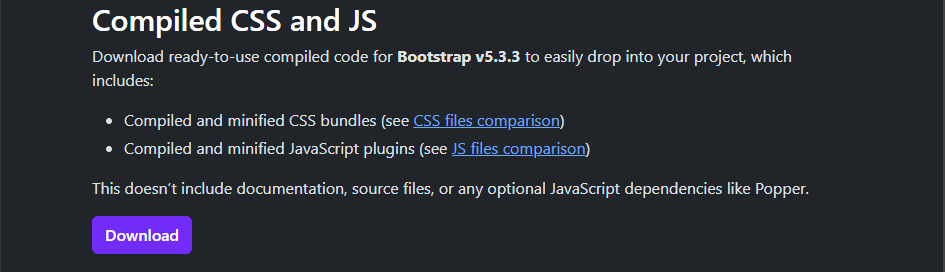 Compiled CSS and JS
Download ready-to-use compiled code for Bootstrap v5.3.3 to easily drop into your project, which
includes:
• Compiled and minified CSS bundles (see CSS files comparison)
• Compiled and minified JavaScript plugins (see JS files comparison)
This doesn’t include documentation, source files, or any optional JavaScript dependencies like Popper.
Download